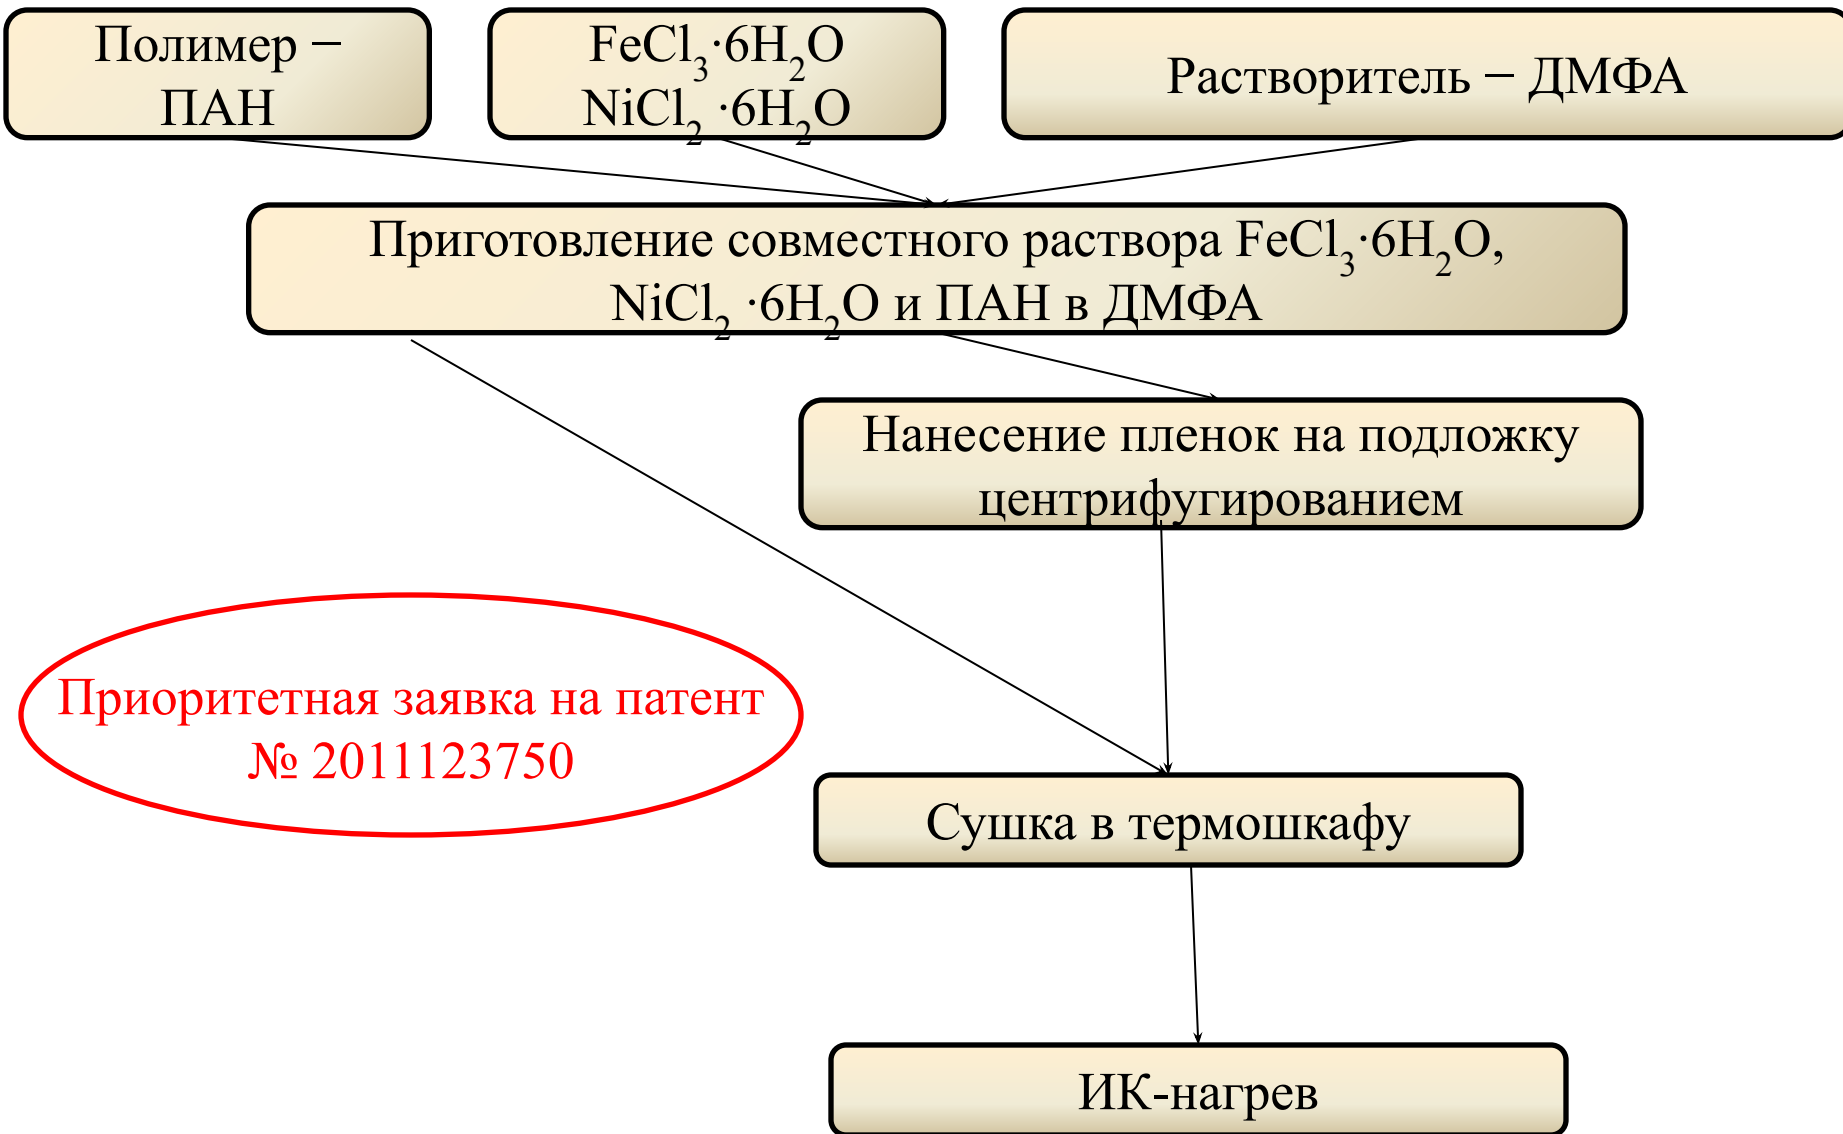 Полимер – 
ПАН
FeCl₃·6H₂O
NiCl₂ ·6H₂O
Растворитель – ДМФА
Приготовление совместного раствора FeCl₃·6H₂O,
NiCl₂ ·6H₂O и ПАН в ДМФА
Нанесение пленок на подложку
центрифугированием
Приоритетная заявка на патент
№ 2011123750
Сушка в термошкафу
ИК-нагрев